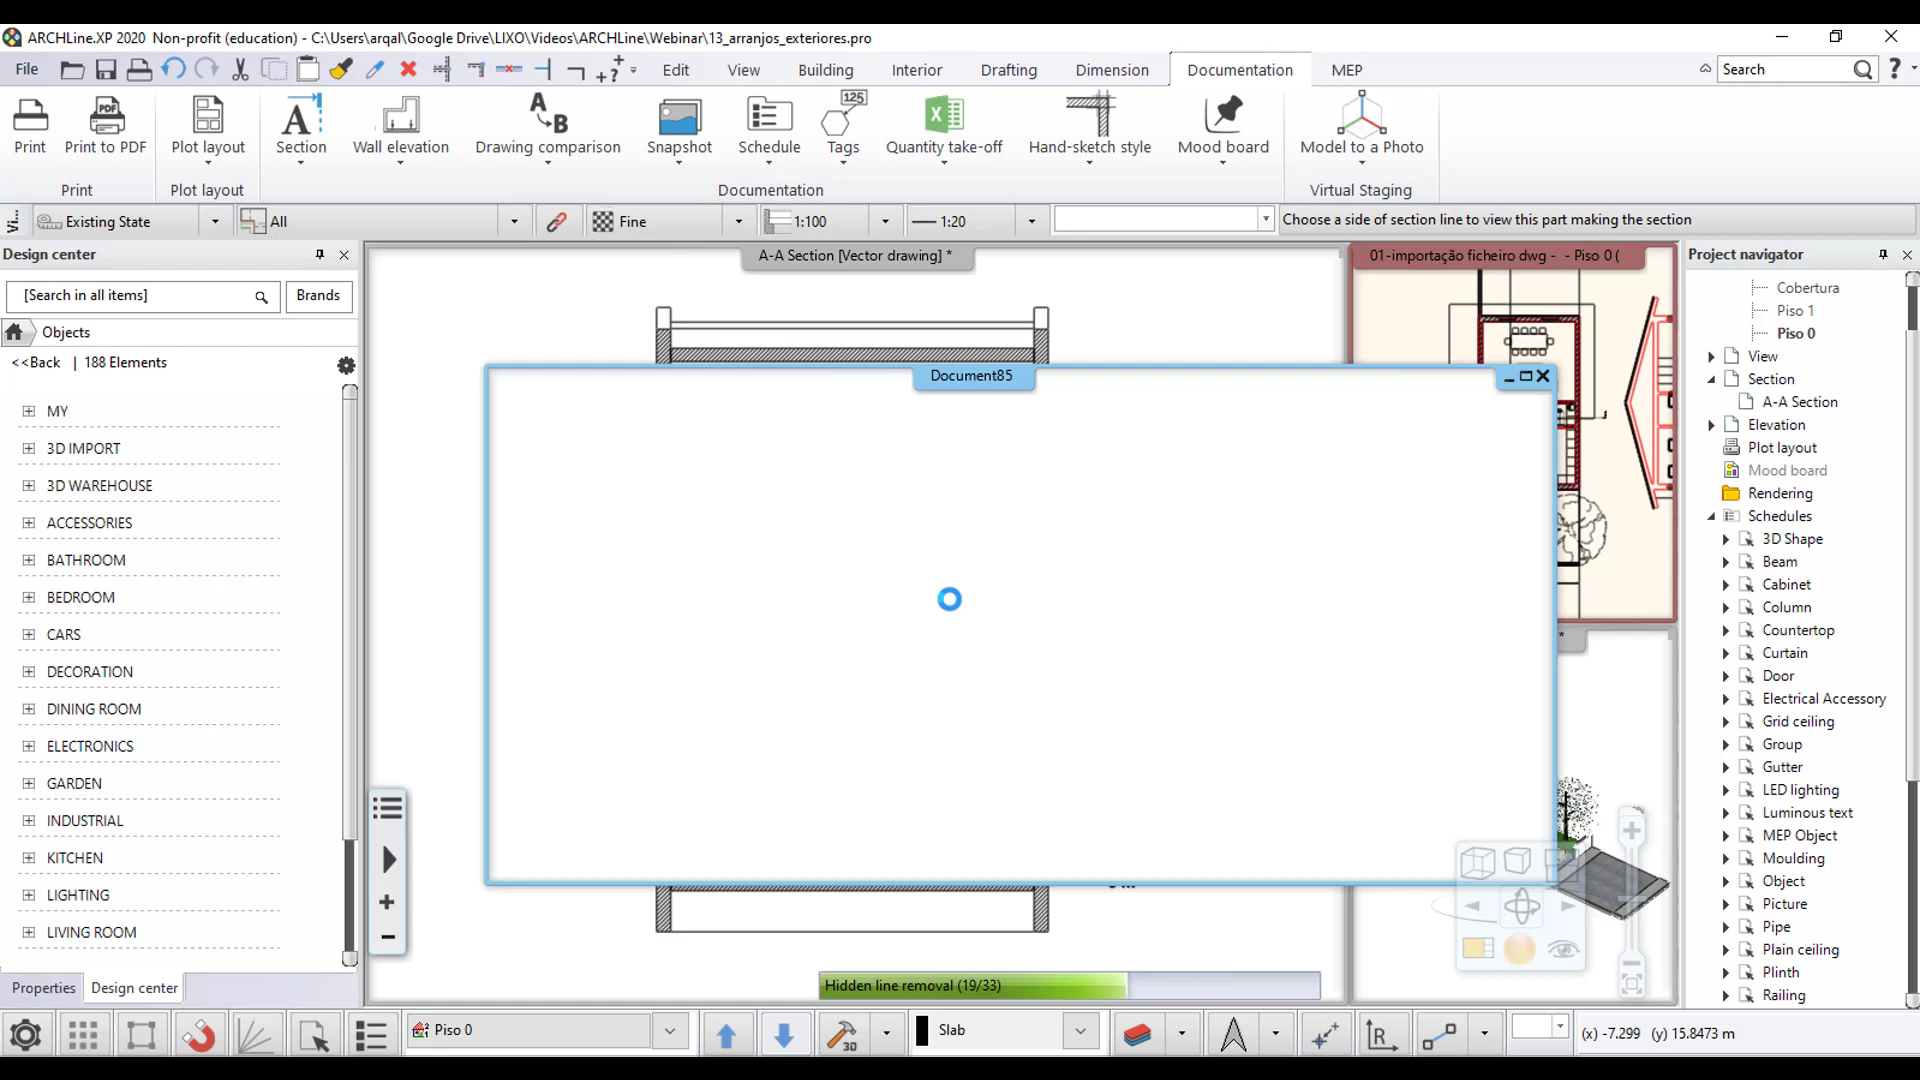 ARCHLine.XP 2020 Non-profit (education) - C:\Users\arqal\Google Drive\LIXO\Videos\ARCHLine\Webinar\13_arranjos_exteriores.pro
File Edit View Building Interior Drafting Dimension Documentation MEP Search
PDF A B 125
Print Print to PDF Plot layout Section Wall elevation Drawing comparison Snapshot Schedule Tags Quantity take-off Hand-sketch style Mood board Model to a Photo
Print Plot layout Documentation Virtual Staging
Existing State All Fine 1:100 1:20 Choose a side of section line to view this part making the section
Design center
[Search in all items] Brands
Objects
<<Back | 188 Elements
MY
3D IMPORT
3D WAREHOUSE
ACCESSORIES
BATHROOM
BEDROOM
CARS
DECORATION
DINING ROOM
ELECTRONICS
GARDEN
INDUSTRIAL
KITCHEN
LIGHTING
LIVING ROOM
Properties Design center
A-A Section [Vector drawing] *
Document85
01-importação ficheiro dwg - - Piso 0 (
Hidden line removal (19/33)
Project navigator
Cobertura
Piso 1
Piso 0
View
Section
A-A Section
Elevation
Plot layout
Mood board
Rendering
Schedules
3D Shape
Beam
Cabinet
Column
Countertop
Curtain
Door
Electrical Accessory
Grid ceiling
Group
Gutter
LED lighting
Luminous text
MEP Object
Moulding
Object
Picture
Pipe
Plain ceiling
Plinth
Railing
Piso 0 3D Slab R (x) -7.299 (y) 15.8473 m